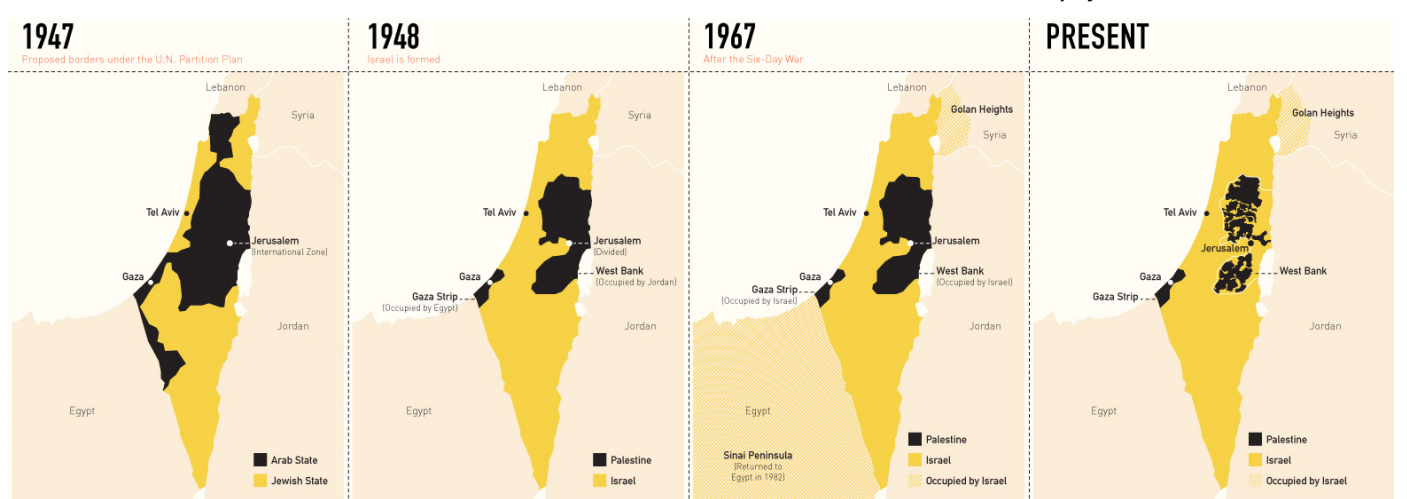 1947
Proposed borders under the U.N. Partition Plan
Lebanon
Syria
Tel Aviv
Jerusalem
(International Zone)
Gaza
Jordan
Egypt
Arab State
Jewish State
1948
Israel is formed
Lebanon
Syria
Tel Aviv
Jerusalem
(Divided)
Gaza
West Bank
(Occupied by Jordan)
Gaza Strip
(Occupied by Egypt)
Jordan
Egypt
Palestine
Israel
1967
After the Six-Day War
Lebanon
Golan Heights
Syria
Tel Aviv
Jerusalem
Gaza
West Bank
(Occupied by Israel)
Gaza Strip
(Occupied by Israel)
Jordan
Egypt
Sinai Peninsula
(Returned to
Egypt in 1982)
Palestine
Israel
Occupied by Israel
PRESENT
Lebanon
Golan Heights
Syria
Tel Aviv
Jerusalem
Gaza
West Bank
Gaza Strip
Jordan
Egypt
Palestine
Israel
Occupied by Israel